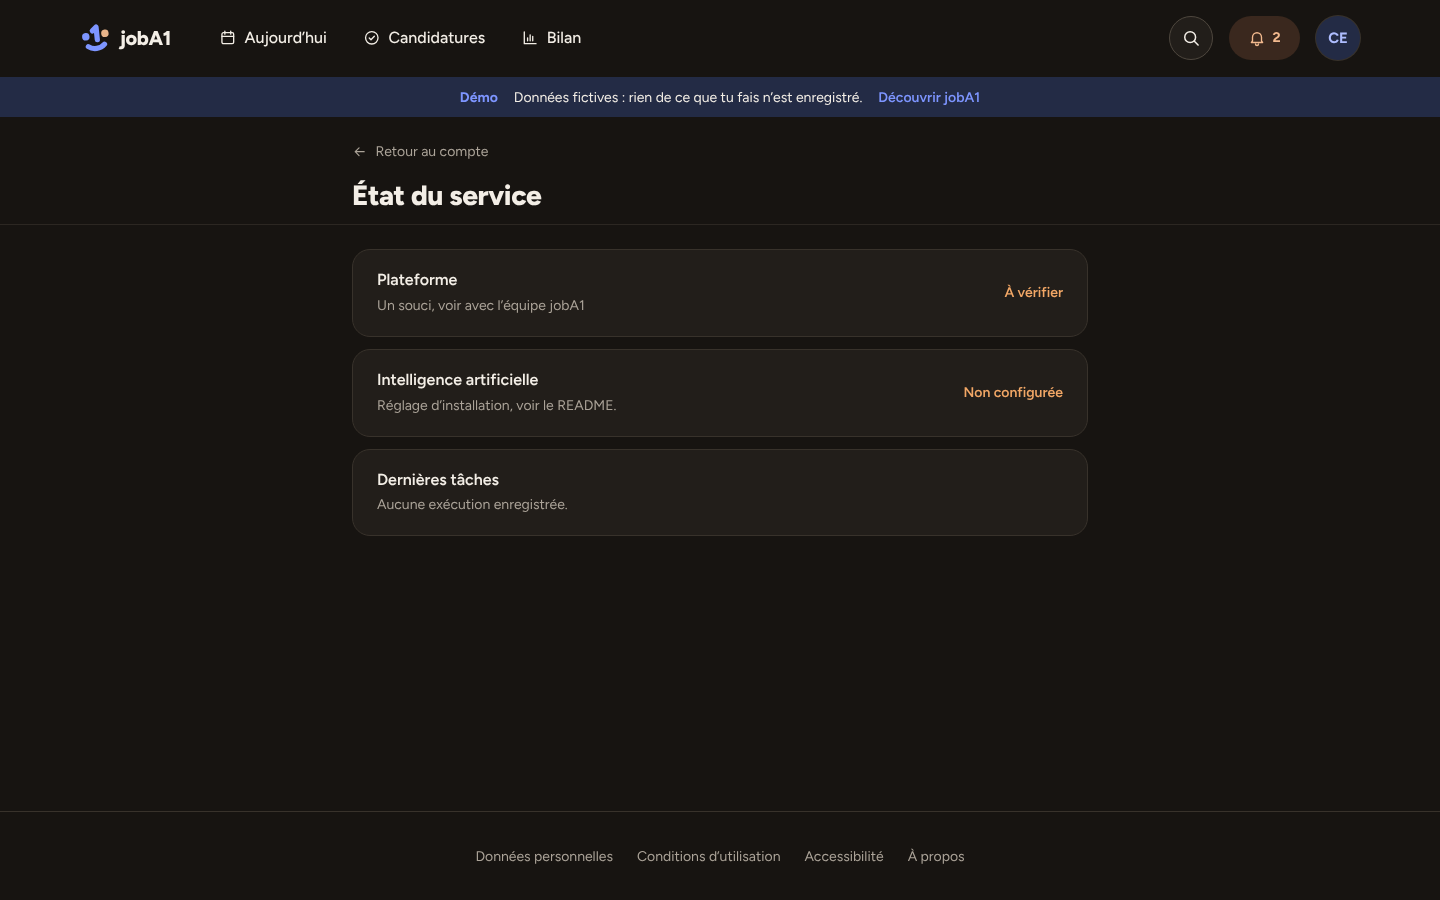 jobA1
Aujourd’hui
Candidatures
Bilan
2
CE
Démo Données fictives : rien de ce que tu fais n’est enregistré. Découvrir jobA1
← Retour au compte
État du service
Plateforme
Un souci, voir avec l’équipe jobA1
À vérifier
Intelligence artificielle
Réglage d’installation, voir le README.
Non configurée
Dernières tâches
Aucune exécution enregistrée.
Données personnelles
Conditions d’utilisation
Accessibilité
À propos